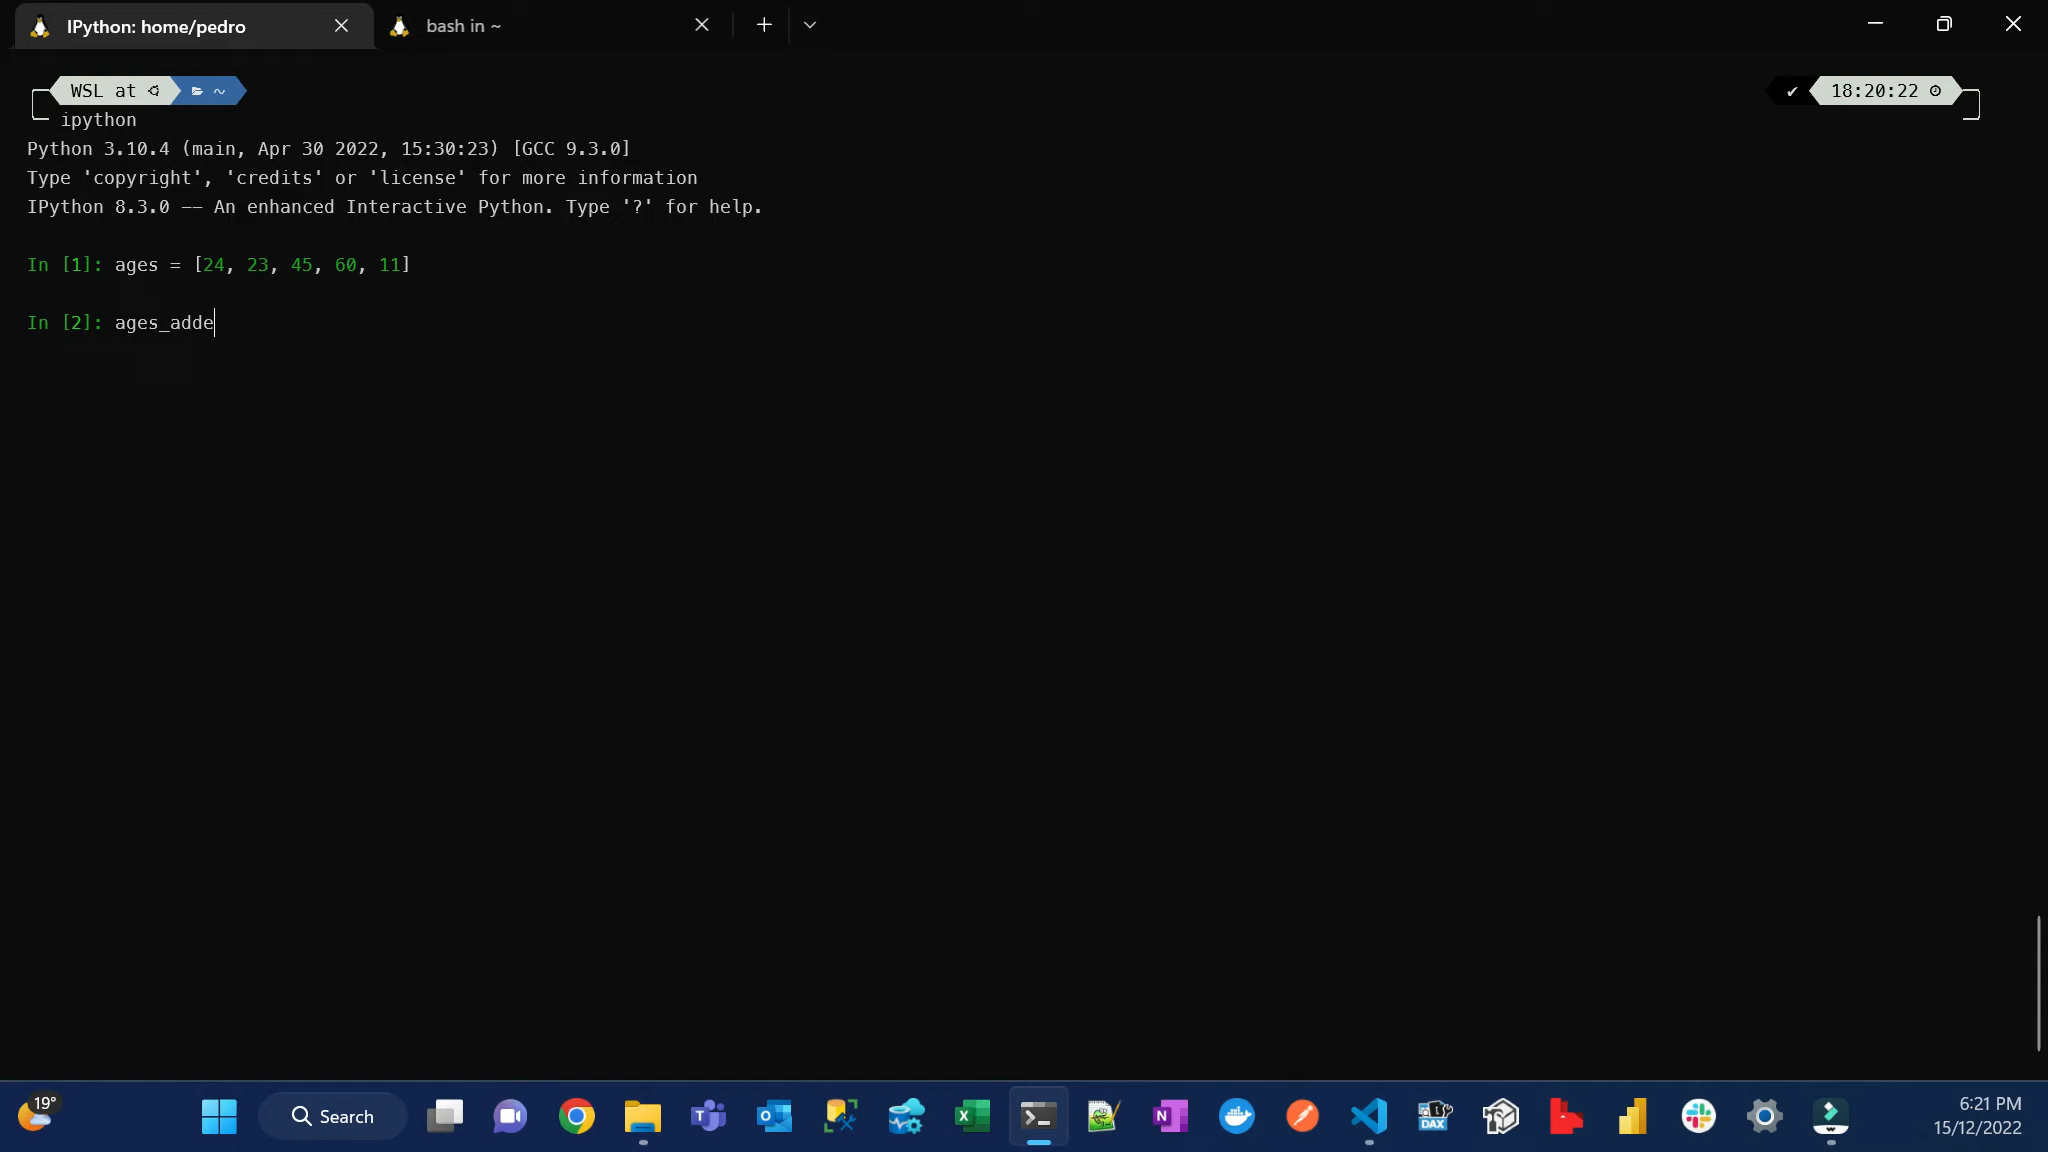 IPython: home/pedro
bash in ~
WSL at
~
✔
18:20:22
ipython
Python 3.10.4 (main, Apr 30 2022, 15:30:23) [GCC 9.3.0]
Type 'copyright', 'credits' or 'license' for more information
IPython 8.3.0 -- An enhanced Interactive Python. Type '?' for help.
In [1]: ages = [24, 23, 45, 60, 11]
In [2]: ages_adde
19°
Search
DAX
6:21 PM
15/12/2022